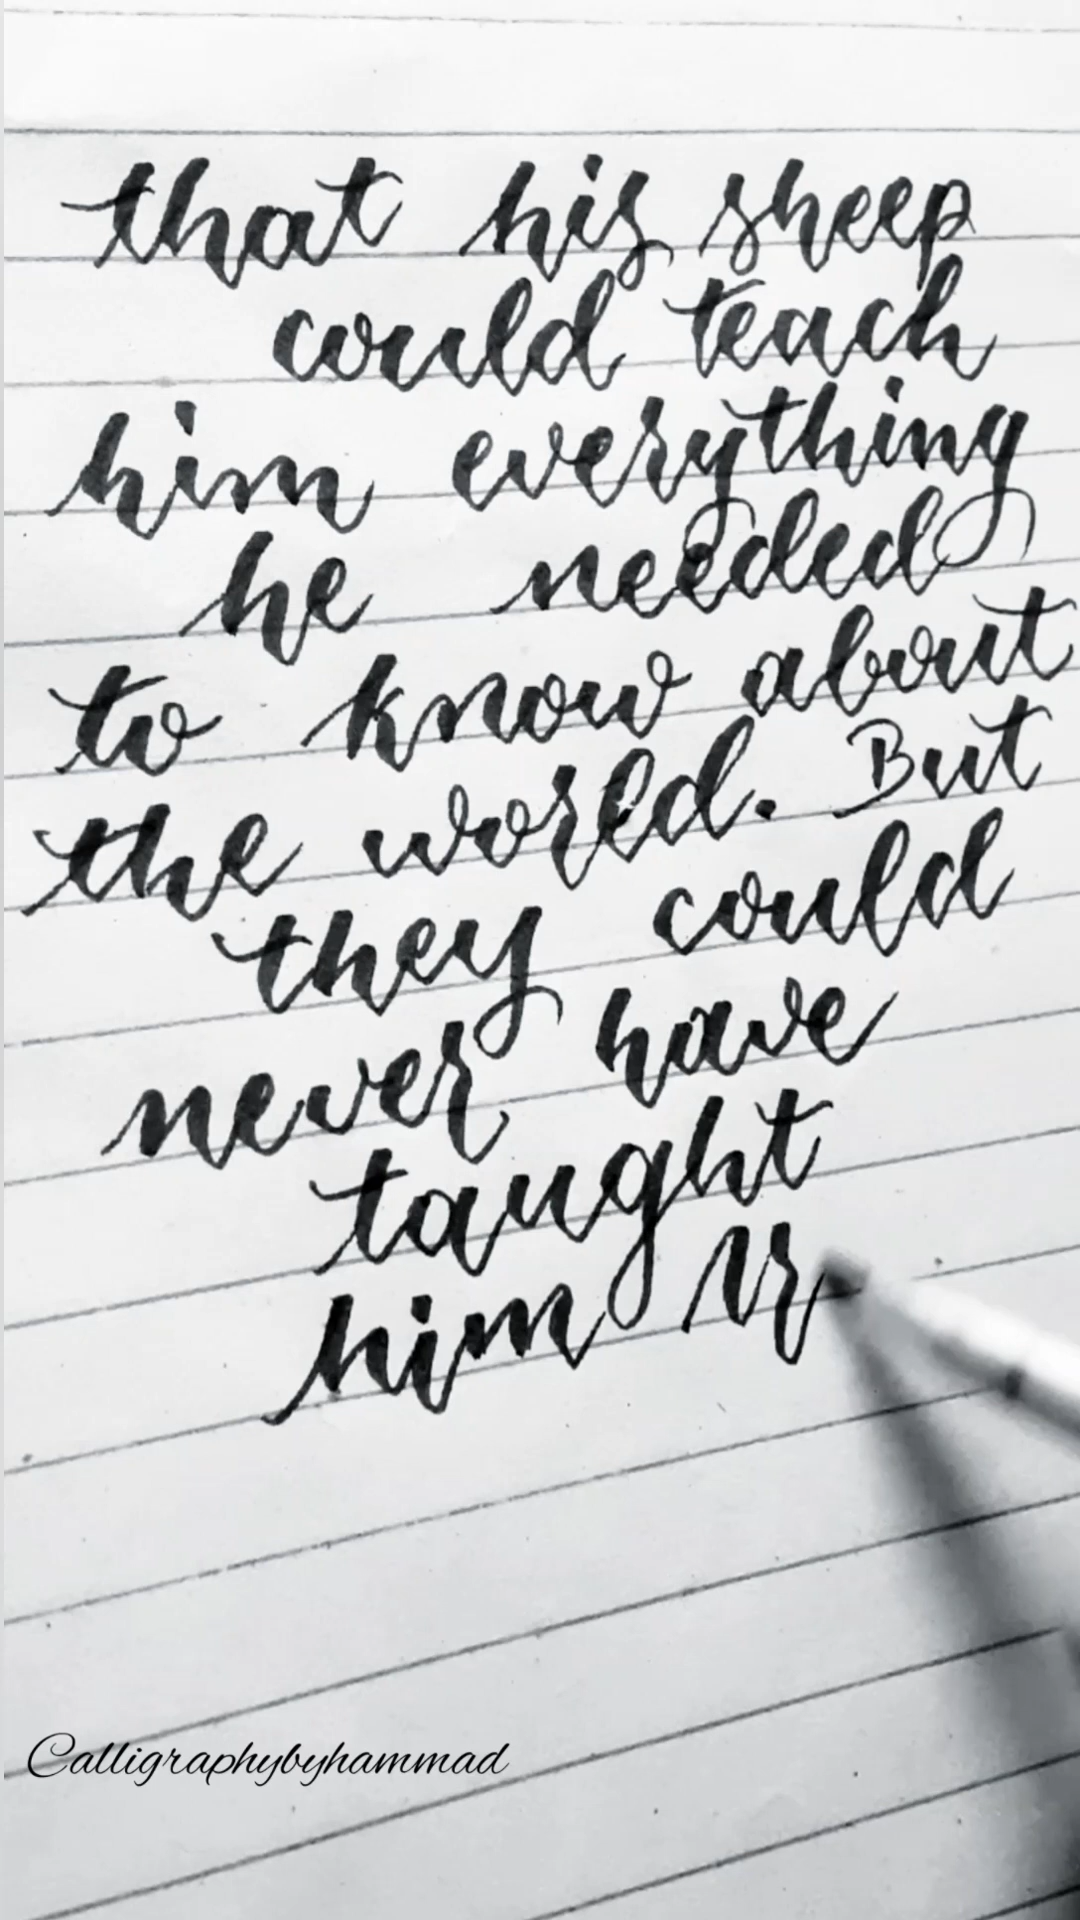 that his sheep
could teach
him everything
he needed
to know about
the world. But
they could
never have
taught
him
Calligraphybyhammad